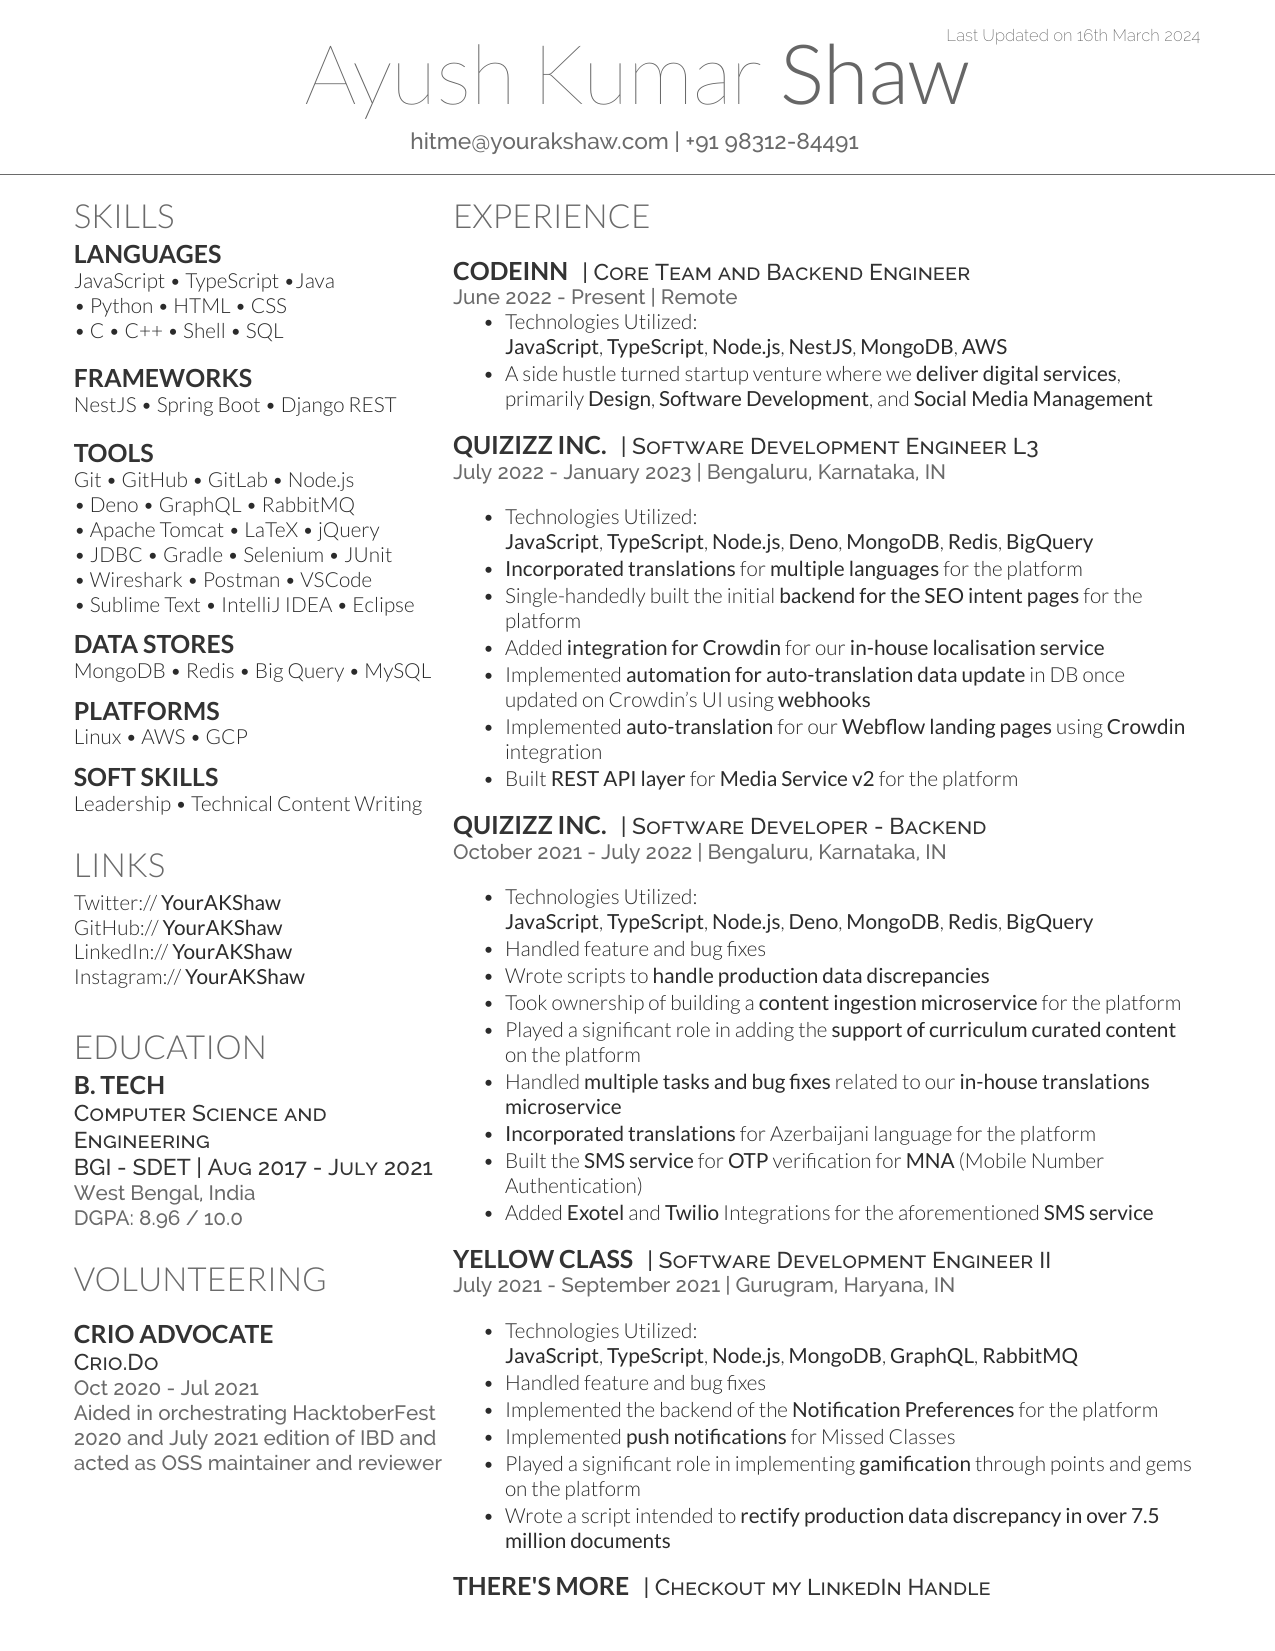 Last Updated on 16th March 2024
Ayush Kumar Shaw
hitme@yourakshaw.com | +91 98312-84491
SKILLS
LANGUAGES
JavaScript • TypeScript •Java
• Python • HTML • CSS
• C • C++ • Shell • SQL
FRAMEWORKS
NestJS • Spring Boot • Django REST
TOOLS
Git • GitHub • GitLab • Node.js
• Deno • GraphQL • RabbitMQ
• Apache Tomcat • LaTeX • jQuery
• JDBC • Gradle • Selenium • JUnit
• Wireshark • Postman • VSCode
• Sublime Text • IntelliJ IDEA • Eclipse
DATA STORES
MongoDB • Redis • Big Query • MySQL
PLATFORMS
Linux • AWS • GCP
SOFT SKILLS
Leadership • Technical Content Writing
LINKS
Twitter:// YourAKShaw
GitHub:// YourAKShaw
LinkedIn:// YourAKShaw
Instagram:// YourAKShaw
EDUCATION
B. TECH
Computer Science and
Engineering
BGI - SDET | Aug 2017 - July 2021
West Bengal, India
DGPA: 8.96 / 10.0
VOLUNTEERING
CRIO ADVOCATE
Crio.Do
Oct 2020 - Jul 2021
Aided in orchestrating HacktoberFest
2020 and July 2021 edition of IBD and
acted as OSS maintainer and reviewer
EXPERIENCE
CODEINN | Core Team and Backend Engineer
June 2022 - Present | Remote
• Technologies Utilized:
JavaScript, TypeScript, Node.js, NestJS, MongoDB, AWS
• A side hustle turned startup venture where we deliver digital services,
primarily Design, Software Development, and Social Media Management
QUIZIZZ INC. | Software Development Engineer L3
July 2022 - January 2023 | Bengaluru, Karnataka, IN
• Technologies Utilized:
JavaScript, TypeScript, Node.js, Deno, MongoDB, Redis, BigQuery
• Incorporated translations for multiple languages for the platform
• Single-handedly built the initial backend for the SEO intent pages for the
platform
• Added integration for Crowdin for our in-house localisation service
• Implemented automation for auto-translation data update in DB once
updated on Crowdin's UI using webhooks
• Implemented auto-translation for our Webflow landing pages using Crowdin
integration
• Built REST API layer for Media Service v2 for the platform
QUIZIZZ INC. | Software Developer - Backend
October 2021 - July 2022 | Bengaluru, Karnataka, IN
• Technologies Utilized:
JavaScript, TypeScript, Node.js, Deno, MongoDB, Redis, BigQuery
• Handled feature and bug fixes
• Wrote scripts to handle production data discrepancies
• Took ownership of building a content ingestion microservice for the platform
• Played a significant role in adding the support of curriculum curated content
on the platform
• Handled multiple tasks and bug fixes related to our in-house translations
microservice
• Incorporated translations for Azerbaijani language for the platform
• Built the SMS service for OTP verification for MNA (Mobile Number
Authentication)
• Added Exotel and Twilio Integrations for the aforementioned SMS service
YELLOW CLASS | Software Development Engineer II
July 2021 - September 2021 | Gurugram, Haryana, IN
• Technologies Utilized:
JavaScript, TypeScript, Node.js, MongoDB, GraphQL, RabbitMQ
• Handled feature and bug fixes
• Implemented the backend of the Notification Preferences for the platform
• Implemented push notifications for Missed Classes
• Played a significant role in implementing gamification through points and gems
on the platform
• Wrote a script intended to rectify production data discrepancy in over 7.5
million documents
THERE'S MORE | Checkout my LinkedIn Handle